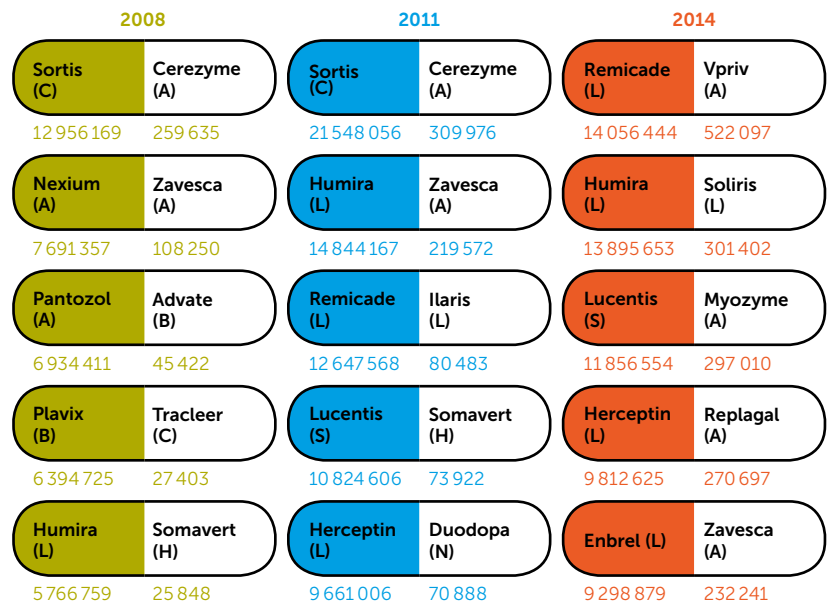 2008 2011 2014
Sortis Cerezyme Sortis Cerezyme Remicade Vpriv
(C) (A) (C) (A) (L) (A)
12 956 169 259 635 21 548 056 309 976 14 056 444 522 097
Nexium Zavesca Humira Zavesca Humira Soliris
(A) (A) (L) (A) (L) (L)
7 691 357 108 250 14 844 167 219 572 13 895 653 301 402
Pantozol Advate Remicade Ilaris Lucentis Myozyme
(A) (B) (L) (L) (S) (A)
6 934 411 45 422 12 647 568 80 483 11 856 554 297 010
Plavix Tracleer Lucentis Somavert Herceptin Replagal
(B) (C) (S) (H) (L) (A)
6 394 725 27 403 10 824 606 73 922 9 812 625 270 697
Humira Somavert Herceptin Duodopa Enbrel (L) Zavesca
(L) (H) (L) (N) (A)
5 766 759 25 848 9 661 006 70 888 9 298 879 232 241